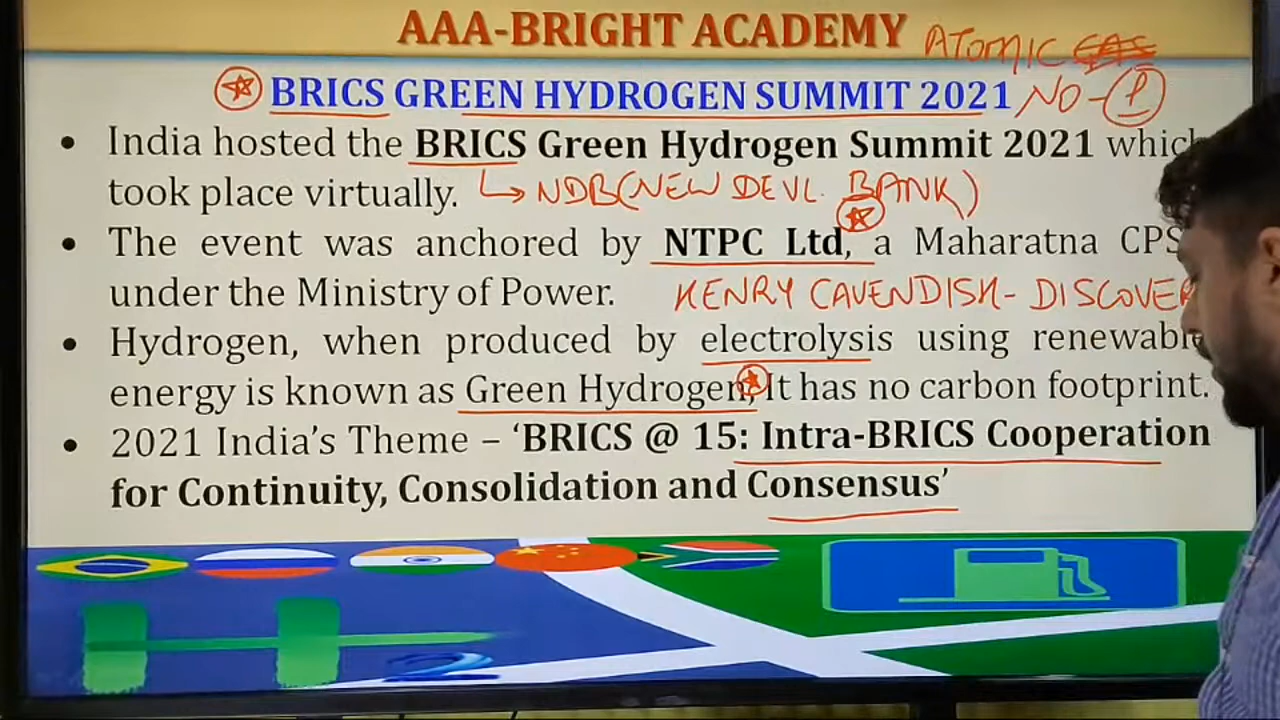 AAA-BRIGHT ACADEMY
ATOMIC
BRICS GREEN HYDROGEN SUMMIT 2021 NO-
• India hosted the BRICS Green Hydrogen Summit 2021 which
took place virtually. ↳ NDB(NEW DEVL. BANK)
• The event was anchored by NTPC Ltd, a Maharatna CPS
under the Ministry of Power. HENRY CAVENDISH- DISCOVER
• Hydrogen, when produced by electrolysis using renewable
energy is known as Green Hydrogen, It has no carbon footprint.
• 2021 India's Theme – 'BRICS @ 15: Intra-BRICS Cooperation
for Continuity, Consolidation and Consensus'
H2